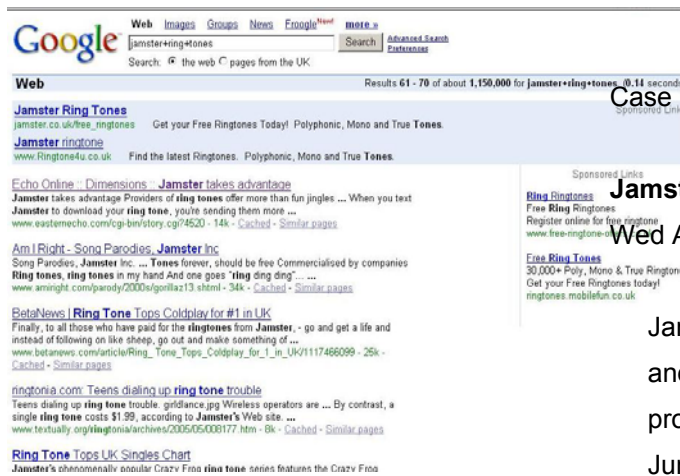 Google
Web Images Groups News Froogle New! more »
jamster+ring+tones Search Advanced Search
Preferences
Search: the web pages from the UK
Web Results 61 - 70 of about 1,150,000 for jamster+ring+tones. (0.14 seconds
Sponsored Link
Jamster Ring Tones
jamster.co.uk/free_ringtones Get your Free Ringtones Today! Polyphonic, Mono and True Tones.
Jamster ringtone
www.Ringtone4u.co.uk Find the latest Ringtones. Polyphonic, Mono and True Tones.
Echo Online :: Dimensions :: Jamster takes advantage
Jamster takes advantage Providers of ring tones offer more than fun jingles ... When you text
Jamster to download your ring tone, you're sending them more ...
www.easternecho.com/cgi-bin/story.cgi?4520 - 14k - Cached - Similar pages
Am I Right - Song Parodies, Jamster Inc
Song Parodies, Jamster Inc. ... Tones forever, should be free Commercialised by companies
Ring tones, ring tones in my hand And one goes "ring ding ding"... ...
www.amiright.com/parody/2000s/gorillaz13.shtml - 34k - Cached - Similar pages
BetaNews | Ring Tone Tops Coldplay for #1 in UK
Finally, to all those who have paid for the ringtones from Jamster, - go and get a life and
instead of following on like sheep, go out and make something of ...
www.betanews.com/article/Ring_Tone_Tops_Coldplay_for_1_in_UK/1117466099 - 25k -
Cached - Similar pages
ringtonia.com: Teens dialing up ring tone trouble
Teens dialing up ring tone trouble. girldlance.jpg Wireless operators are ... By contrast, a
single ring tone costs $1.99, according to Jamster's Web site. ...
www.textually.org/ringtonia/archives/2005/05/008177.htm - 8k - Cached - Similar pages
Ring Tone Tops UK Singles Chart
Jamster's phenomenally popular Crazy Frog ring tone series features the Crazy Frog
Sponsored Links
Ring Ringtones
Free Ring Ringtones
Register online for free ringtone
Free Ring Tones
30,000+ Poly, Mono & True Ringtone
Get your Free Ringtones today!
ringtones.mobilefun.co.uk
Case
Jamst
Wed A
Jar
and
pro
Jur